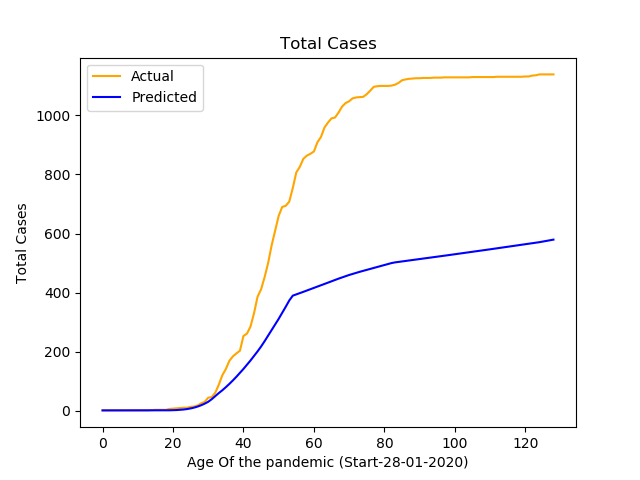 Total Cases
Actual
Predicted
Total Cases
1000
800
600
400
200
0
0 20 40 60 80 100 120
Age Of the pandemic (Start-28-01-2020)